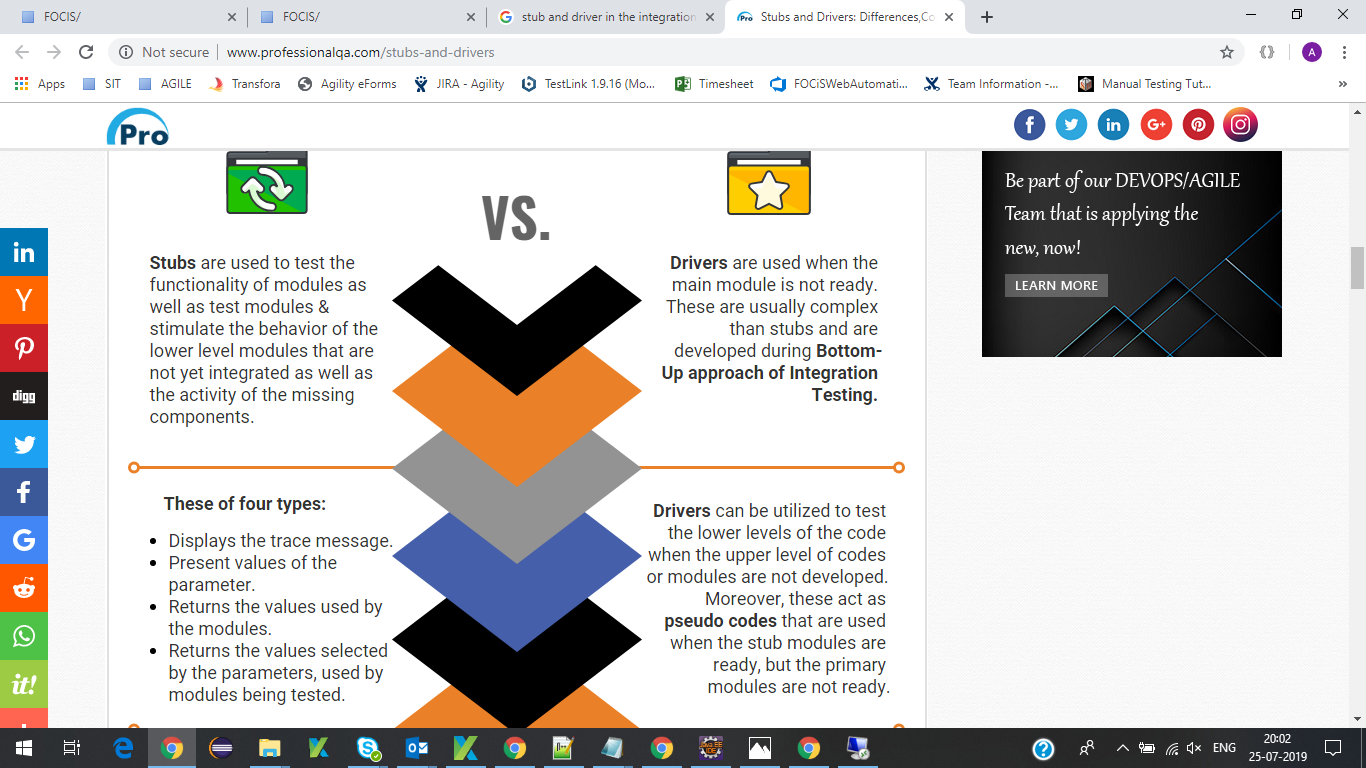 FOCIS/
FOCIS/
stub and driver in the integration
Stubs and Drivers: Differences,Co
Not secure
www.professionalqa.com/stubs-and-drivers
A
Apps
SIT
AGILE
Transfora
Agility eForms
JIRA - Agility
TestLink 1.9.16 (Mo...
Timesheet
FOCiSWebAutomati...
Team Information -...
Manual Testing Tut...
Pro
VS.
Stubs are used to test the
functionality of modules as
well as test modules &
stimulate the behavior of the
lower level modules that are
not yet integrated as well as
the activity of the missing
components.
Drivers are used when the
main module is not ready.
These are usually complex
than stubs and are
developed during Bottom-
Up approach of Integration
Testing.
These of four types:
Displays the trace message.
Present values of the
parameter.
Returns the values used by
the modules.
Returns the values selected
by the parameters, used by
modules being tested.
Drivers can be utilized to test
the lower levels of the code
when the upper level of codes
or modules are not developed.
Moreover, these act as
pseudo codes that are used
when the stub modules are
ready, but the primary
modules are not ready.
Be part of our DEVOPS/AGILE
Team that is applying the
new, now!
LEARN MORE
in
Y
digg
f
G
it!
f
in
G+
ENG
20:02
25-07-2019